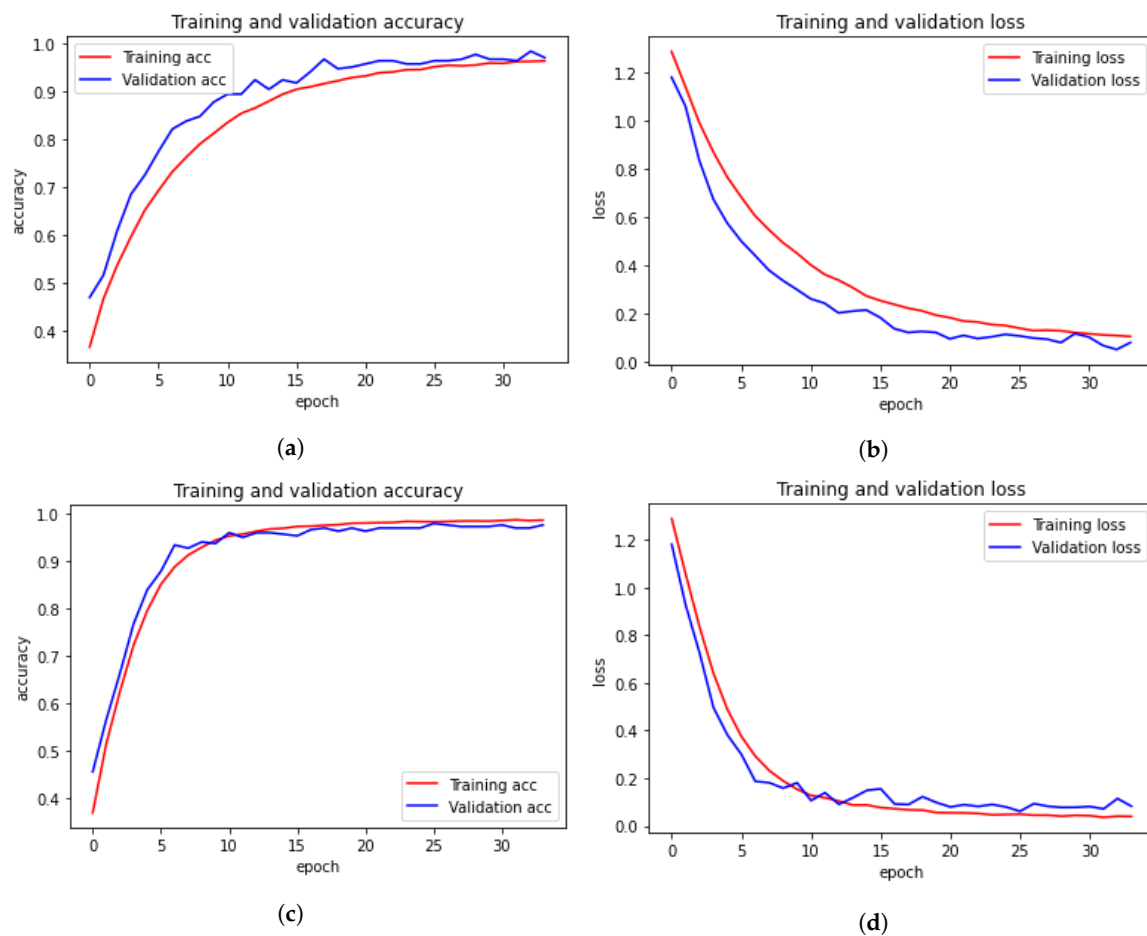 Training and validation accuracy
1.0
0.9
0.8
0.7
0.6
0.5
0.4
accuracy
Training acc
Validation acc
0 5 10 15 20 25 30
epoch
(a)
Training and validation loss
1.2
1.0
0.8
0.6
0.4
0.2
0.0
loss
Training loss
Validation loss
0 5 10 15 20 25 30
epoch
(b)
Training and validation accuracy
1.0
0.9
0.8
0.7
0.6
0.5
0.4
accuracy
Training acc
Validation acc
0 5 10 15 20 25 30
epoch
(c)
Training and validation loss
1.2
1.0
0.8
0.6
0.4
0.2
0.0
loss
Training loss
Validation loss
0 5 10 15 20 25 30
epoch
(d)